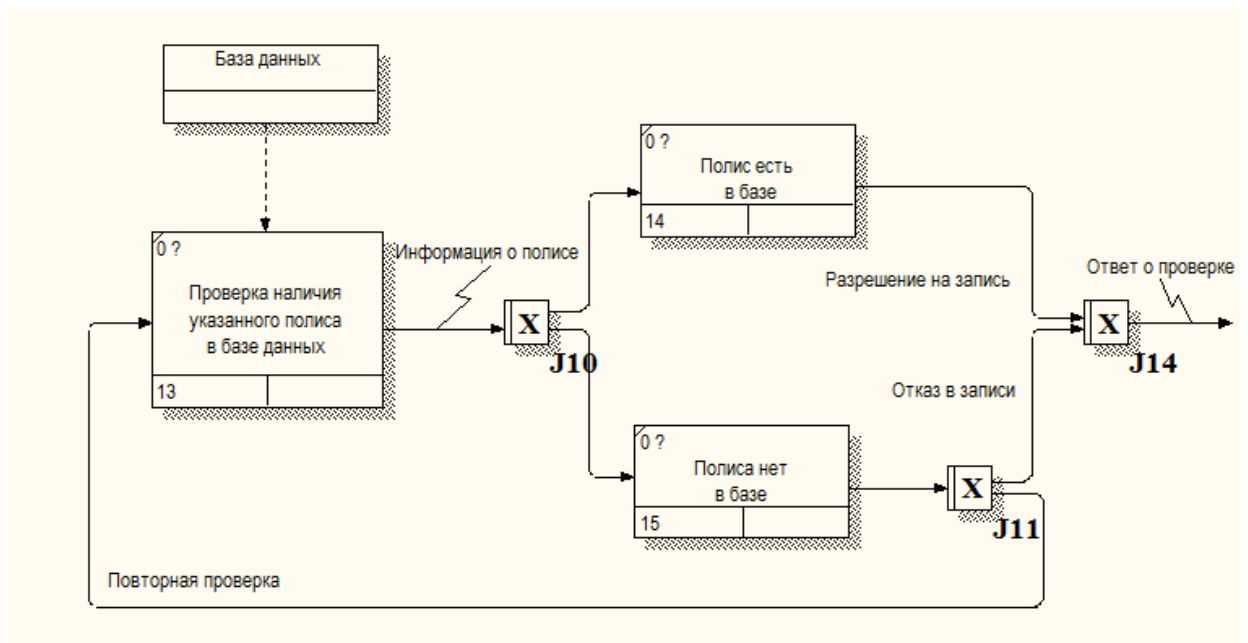 База данных
0 ?
Полис есть
в базе
14
0 ?
Проверка наличия
указанного полиса
в базе данных
13
Информация о полисе
X
J10
Разрешение на запись
Ответ о проверке
X
J14
Отказ в записи
0 ?
Полиса нет
в базе
15
X
J11
Повторная проверка